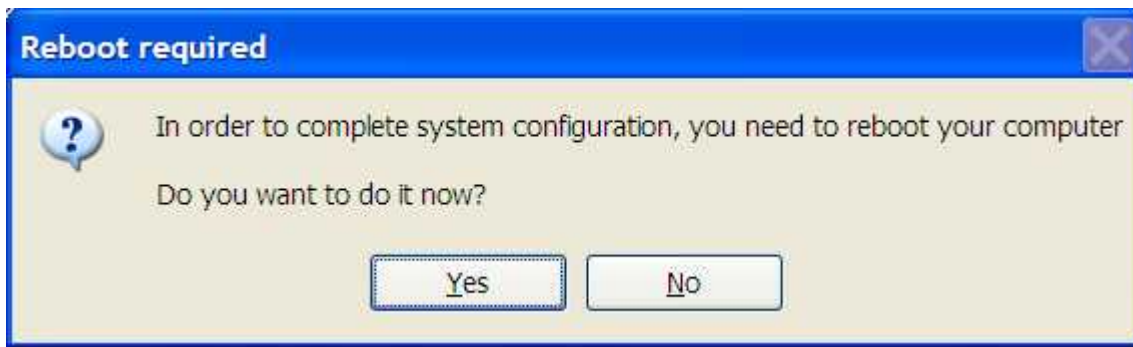 Reboot required
In order to complete system configuration, you need to reboot your computer
Do you want to do it now?
Yes
No